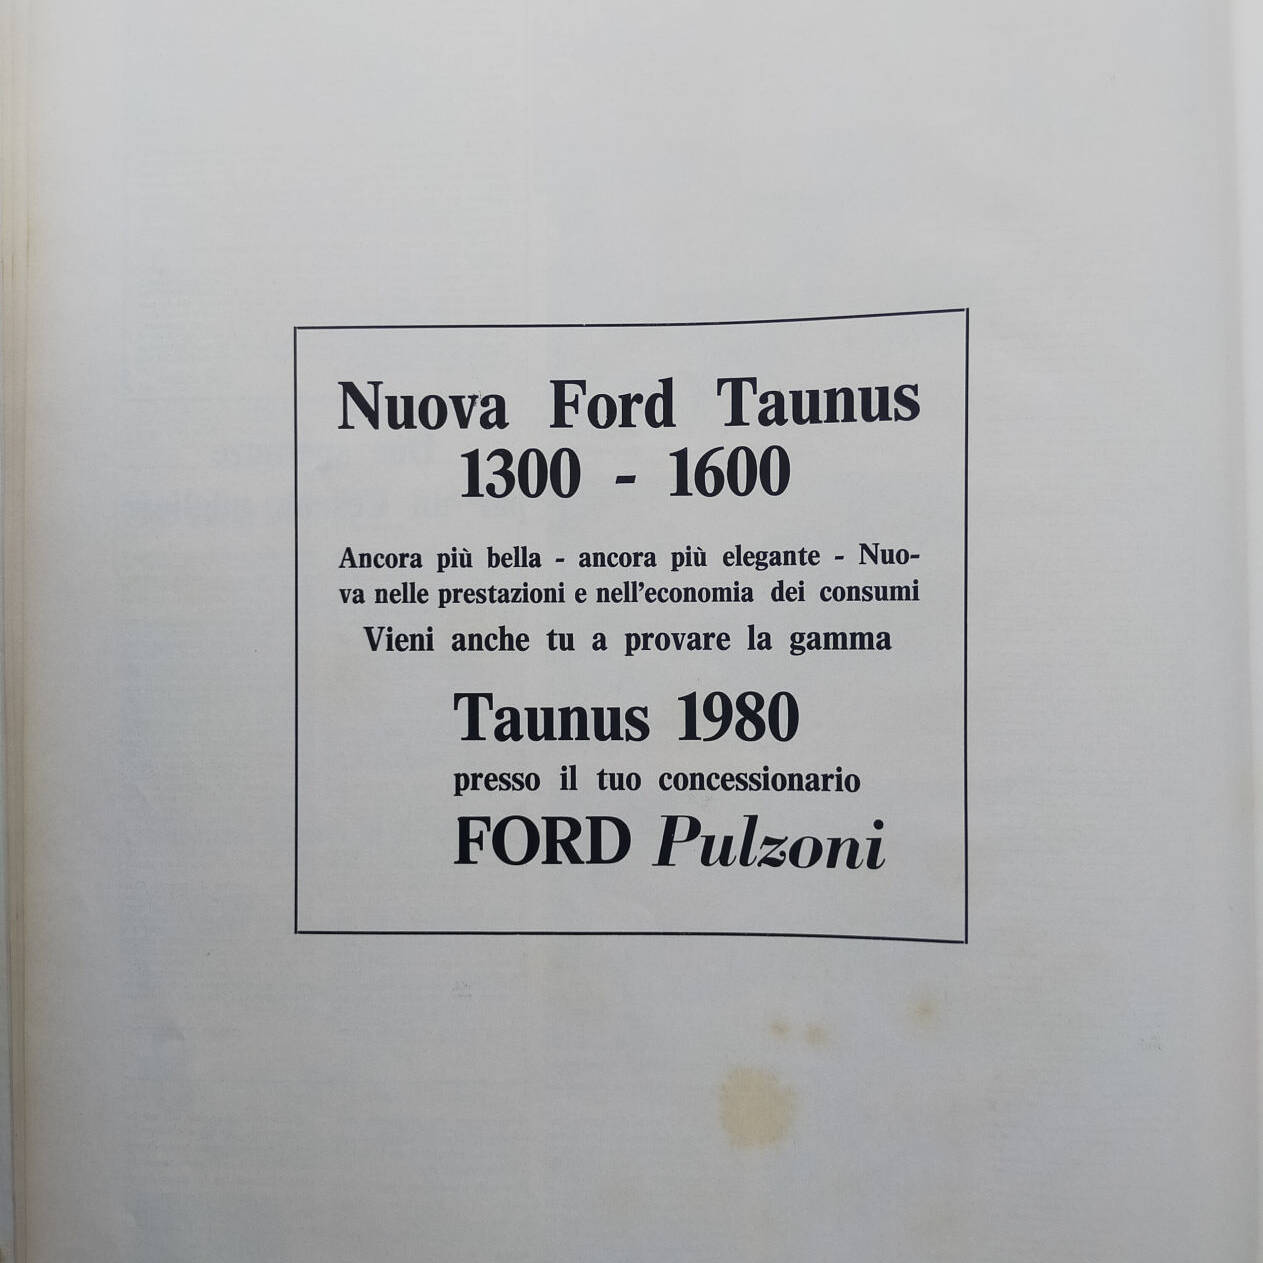 Nuova Ford Taunus
1300 - 1600
Ancora più bella - ancora più elegante - Nuo-
va nelle prestazioni e nell'economia dei consumi
Vieni anche tu a provare la gamma
Taunus 1980
presso il tuo concessionario
FORD Pulzoni